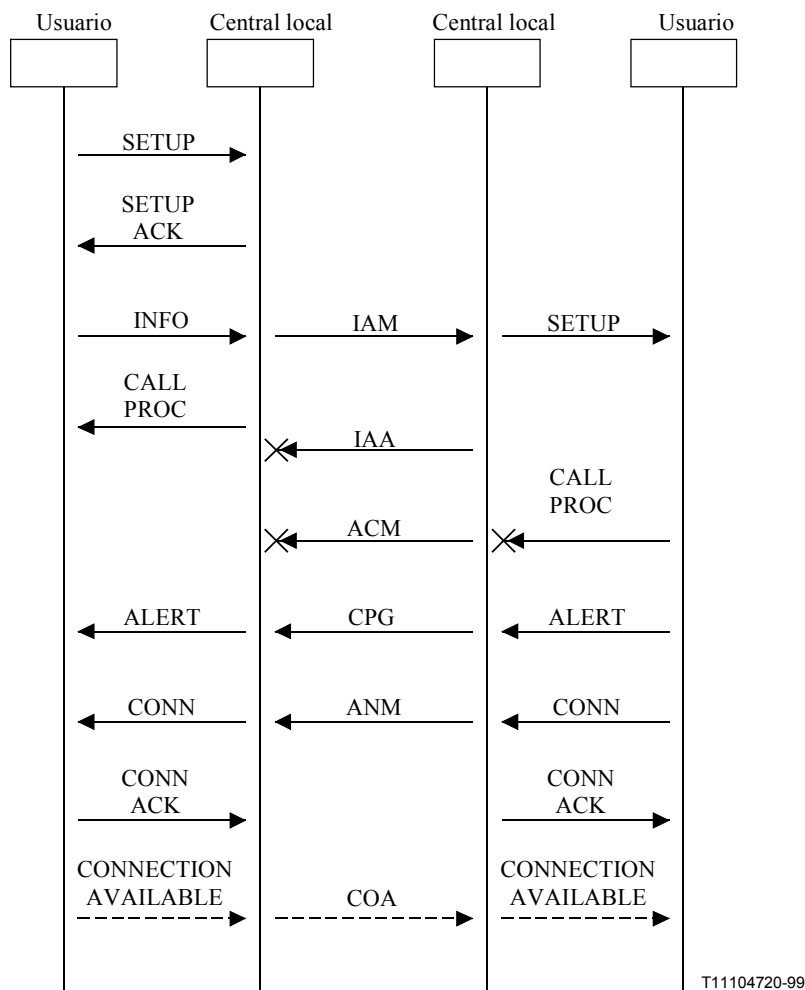 Usuario Central local Central local Usuario
SETUP
SETUP
ACK
INFO IAM SETUP
CALL
PROC
IAA
CALL
PROC
ACM
ALERT CPG ALERT
CONN ANM CONN
CONN
ACK
CONN
ACK
CONNECTION
AVAILABLE
COA
CONNECTION
AVAILABLE
T11104720-99